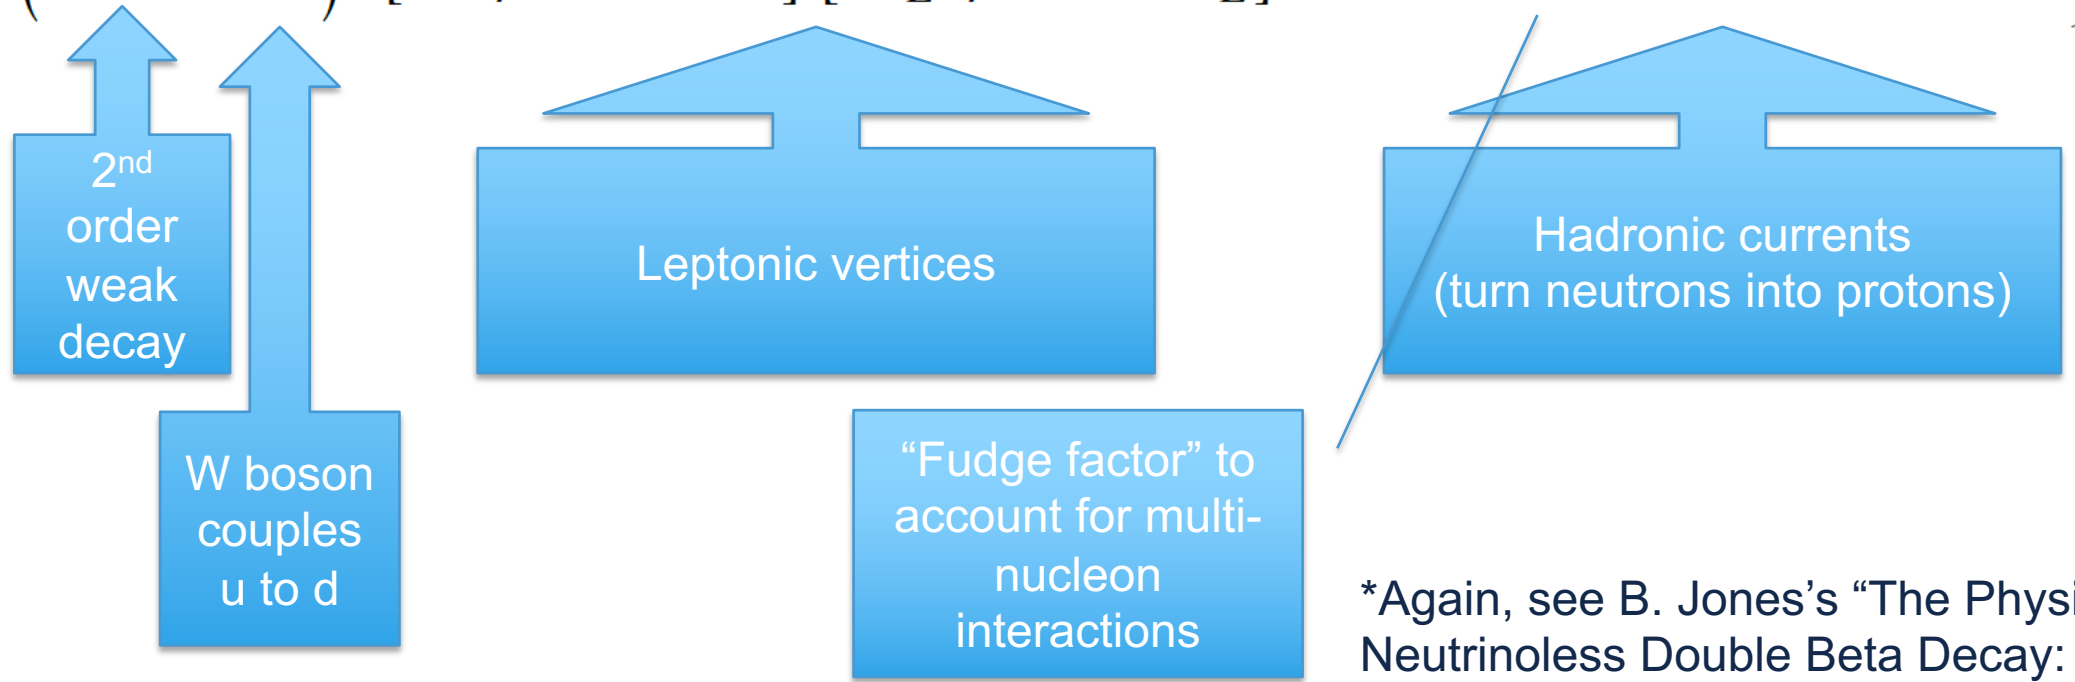 2nd
order
weak
decay
Leptonic vertices
Hadronic currents
(turn neutrons into protons)
W boson
couples
u to d
“Fudge factor” to
account for multi-
nucleon
interactions
*Again, see B. Jones’s “The Physi
Neutrinoless Double Beta Decay: